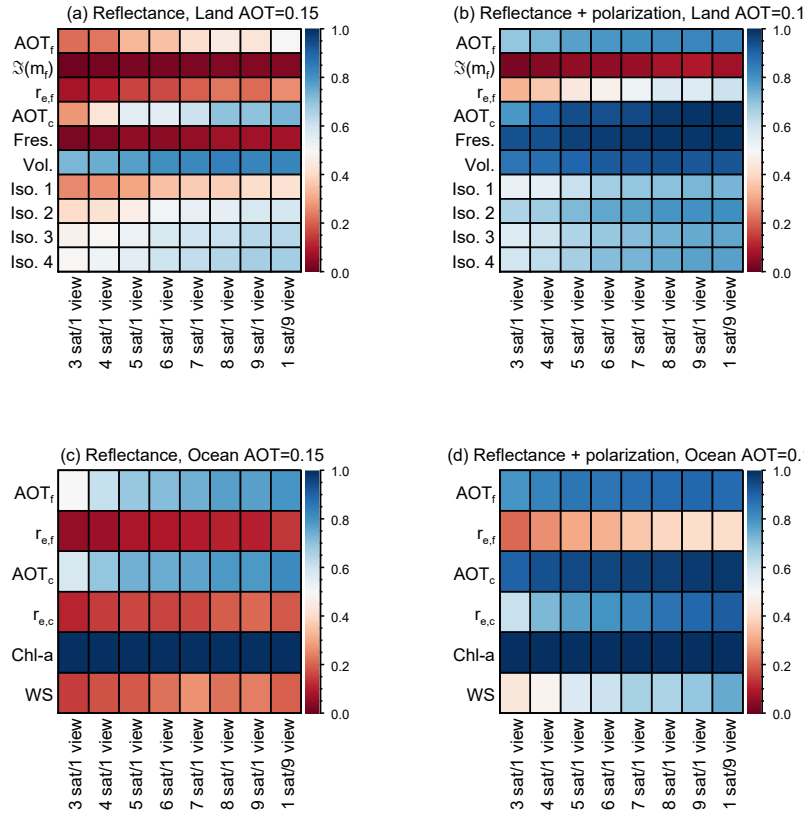 (a) Reflectance, Land AOT=0.15
AOTf
ℑ(mf)
re,f
AOTc
Fres.
Vol.
Iso. 1
Iso. 2
Iso. 3
Iso. 4
1.0
0.8
0.6
0.4
0.2
0.0
3 sat/1 view
4 sat/1 view
5 sat/1 view
6 sat/1 view
7 sat/1 view
8 sat/1 view
9 sat/1 view
1 sat/9 view
(b) Reflectance + polarization, Land AOT=0.1
AOTf
ℑ(mf)
re,f
AOTc
Fres.
Vol.
Iso. 1
Iso. 2
Iso. 3
Iso. 4
1.0
0.8
0.6
0.4
0.2
0.0
3 sat/1 view
4 sat/1 view
5 sat/1 view
6 sat/1 view
7 sat/1 view
8 sat/1 view
9 sat/1 view
1 sat/9 view
(c) Reflectance, Ocean AOT=0.15
AOTf
re,f
AOTc
re,c
Chl-a
WS
1.0
0.8
0.6
0.4
0.2
0.0
3 sat/1 view
4 sat/1 view
5 sat/1 view
6 sat/1 view
7 sat/1 view
8 sat/1 view
9 sat/1 view
1 sat/9 view
(d) Reflectance + polarization, Ocean AOT=0.1
AOTf
re,f
AOTc
re,c
Chl-a
WS
1.0
0.8
0.6
0.4
0.2
0.0
3 sat/1 view
4 sat/1 view
5 sat/1 view
6 sat/1 view
7 sat/1 view
8 sat/1 view
9 sat/1 view
1 sat/9 view